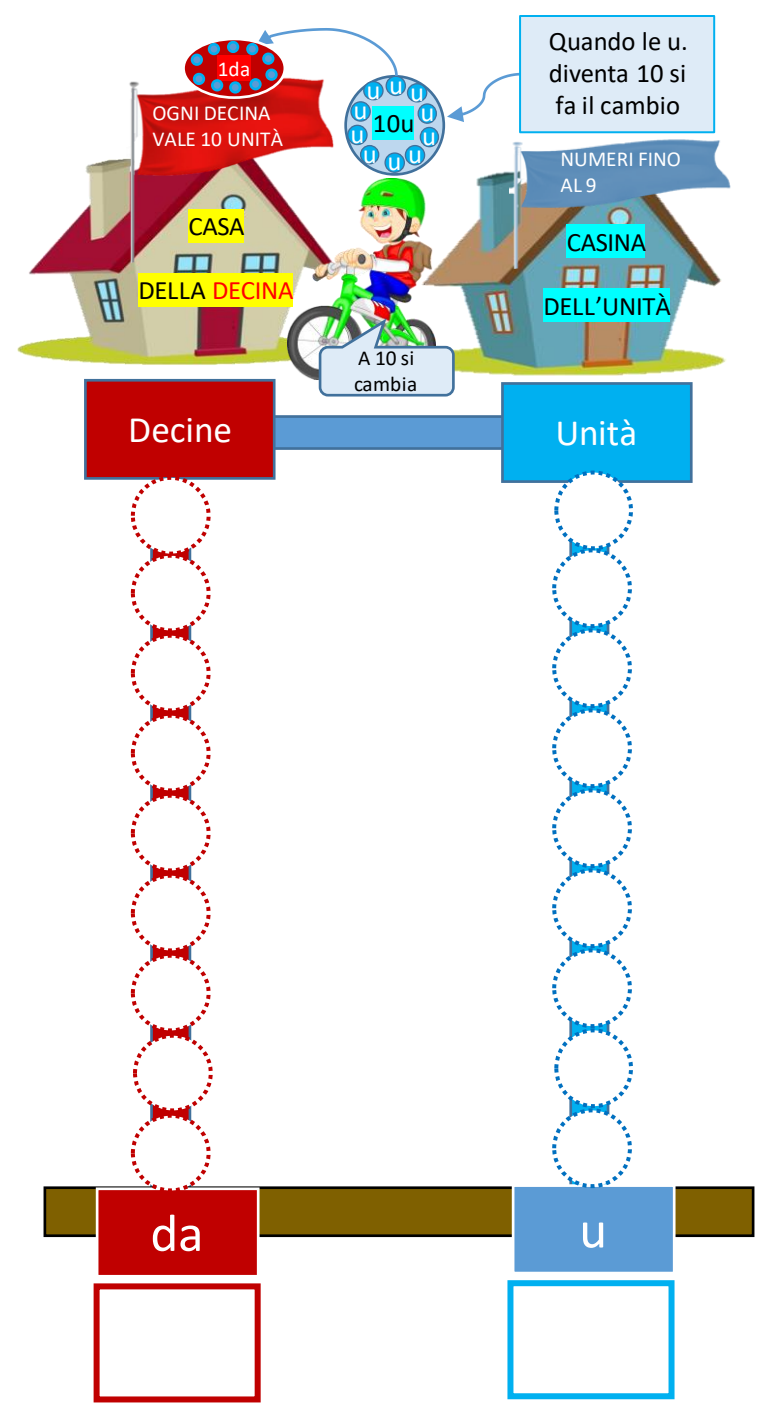 1da
OGNI DECINA
VALE 10 UNITÀ
u u u
u u
10u
u u
u u u
Quando le u.
diventa 10 si
fa il cambio
NUMERI FINO
AL 9
CASA
DELLA DECINA
CASINA
DELL’UNITÀ
A 10 si
cambia
Decine
Unità
da
u